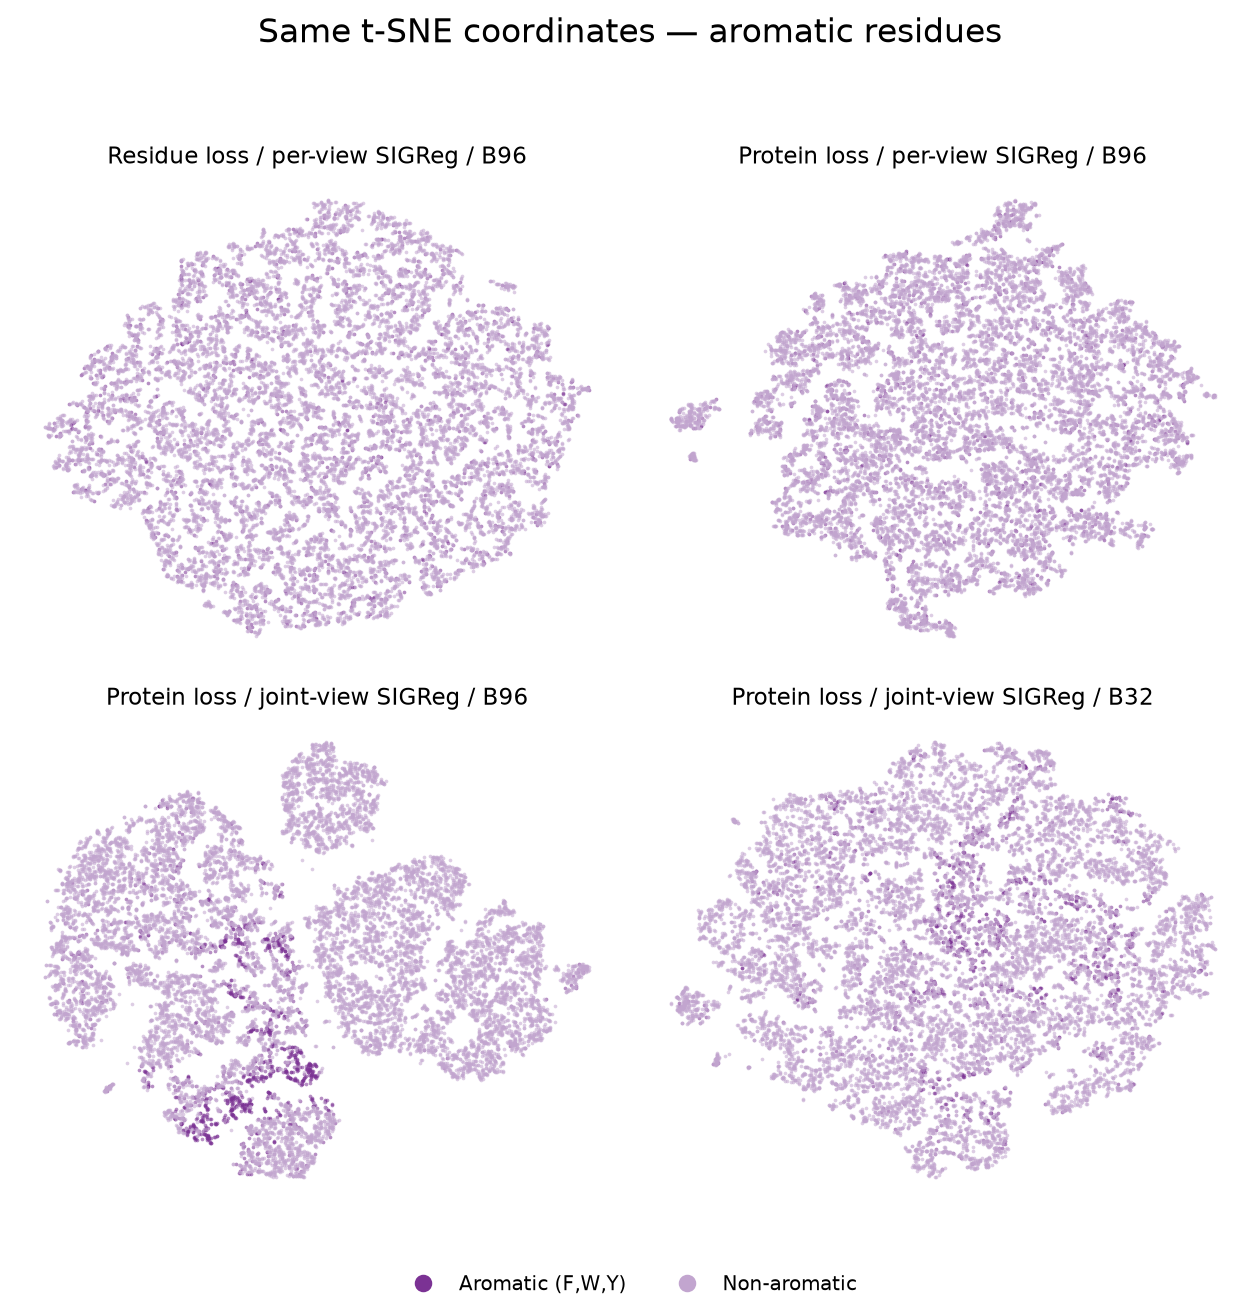 Same t-SNE coordinates — aromatic residues
Residue loss / per-view SIGReg / B96
Protein loss / per-view SIGReg / B96
Protein loss / joint-view SIGReg / B96
Protein loss / joint-view SIGReg / B32
Aromatic (F,W,Y)
Non-aromatic